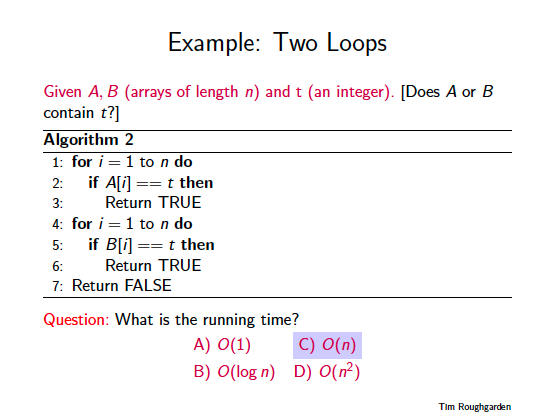 Example: Two Loops
Given A, B (arrays of length n) and t (an integer). [Does A or B
contain t?]
Algorithm 2
1: for i = 1 to n do
2: if A[i] == t then
3: Return TRUE
4: for i = 1 to n do
5: if B[i] == t then
6: Return TRUE
7: Return FALSE
Question: What is the running time?
A) O(1) C) O(n)
B) O(log n) D) O(n²)
Tim Roughgarden